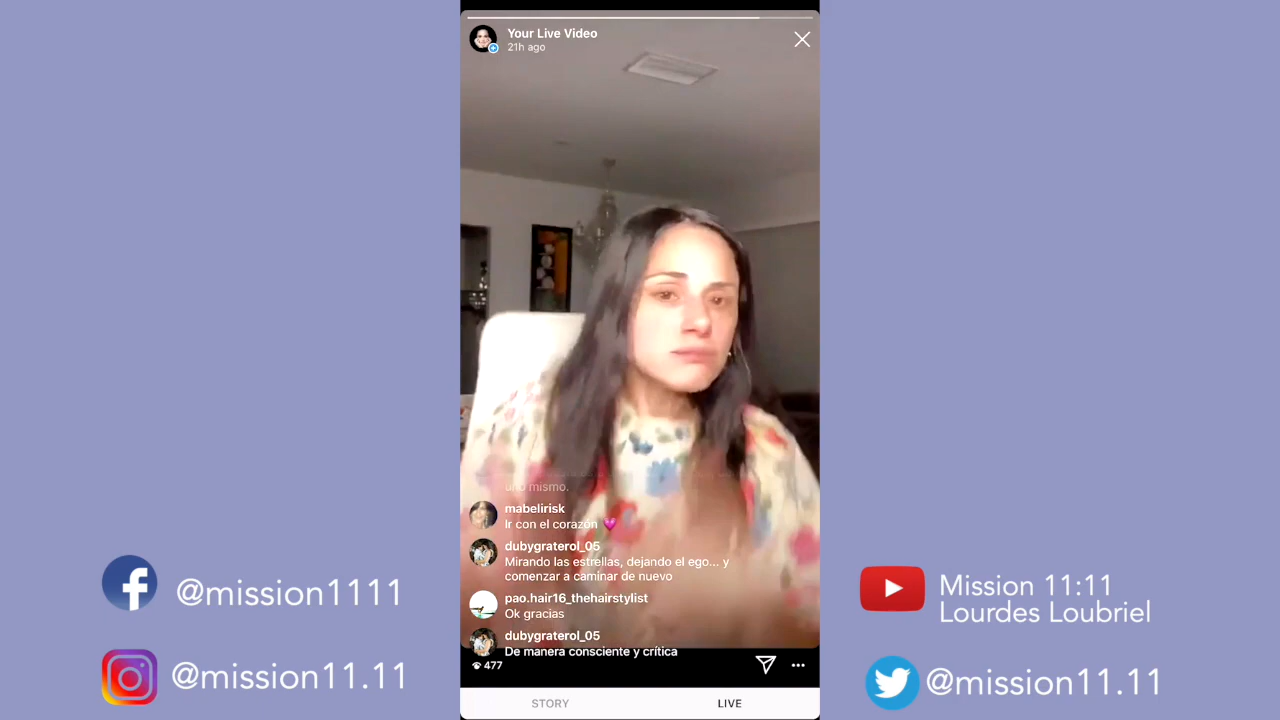 Your Live Video
21h ago
uno mismo.
mabelirisk
Ir con el corazón 💜
dubygraterol_05
Mirando las estrellas, dejando el ego... y
comenzar a caminar de nuevo
pao.hair16_thehairstylist
Ok gracias
dubygraterol_05
De manera consciente y crítica
477
STORY
LIVE
@mission1111
@mission11.11
Mission 11:11
Lourdes Loubriel
@mission11.11